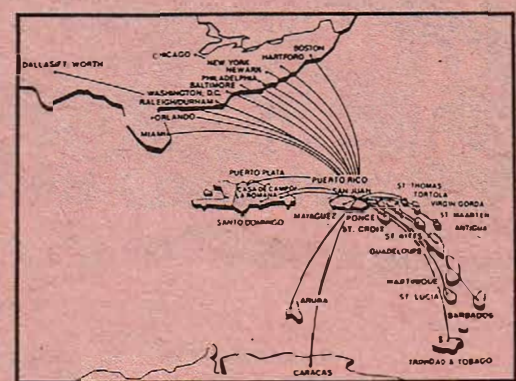 BOSTON
CHICAGO
HARTFORD
NEW YORK
NEWARK
DALLAS/FT. WORTH
PHILADELPHIA
BALTIMORE
WASHINGTON, D.C.
RALEIGH/DURHAM
ORLANDO
MIAMI
PUERTO PLATA
PUERTO RICO
CASA DE CAMPO/
LA ROMANA
SAN JUAN
ST. THOMAS
TORTOLA
VIRGIN GORDA
SANTO DOMINGO
MAYAGUEZ
PONCE
ST. MAARTEN
ST. CROIX
ANTIGUA
ST. KITTS
GUADELOUPE
MARTINIQUE
ST. LUCIA
ARUBA
BARBADOS
TRINIDAD & TOBAGO
CARACAS